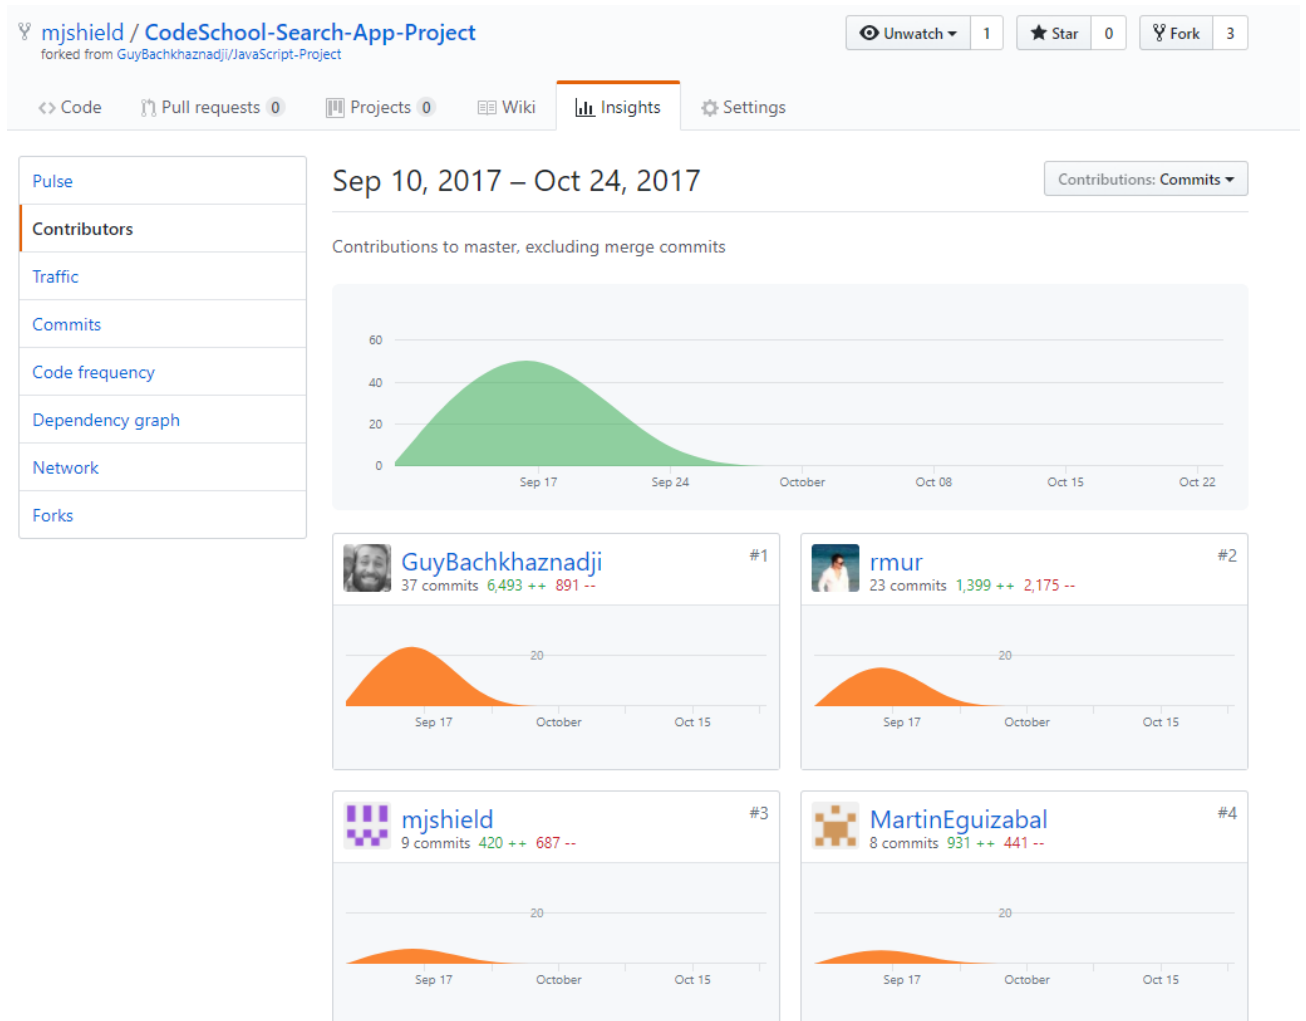 mjshield / CodeSchool-Search-App-Project
forked from GuyBachkhaznadji/JavaScript-Project
Unwatch 1 Star 0 Fork 3
Code Pull requests 0 Projects 0 Wiki Insights Settings
Pulse
Contributors
Traffic
Commits
Code frequency
Dependency graph
Network
Forks
Sep 10, 2017 – Oct 24, 2017
Contributions: Commits
Contributions to master, excluding merge commits
60
40
20
0
Sep 17 Sep 24 October Oct 08 Oct 15 Oct 22
GuyBachkhaznadji #1
37 commits 6,493 ++ 891 --
20
Sep 17 October Oct 15
rmur #2
23 commits 1,399 ++ 2,175 --
20
Sep 17 October Oct 15
mjshield #3
9 commits 420 ++ 687 --
20
Sep 17 October Oct 15
MartinEguizabal #4
8 commits 931 ++ 441 --
20
Sep 17 October Oct 15